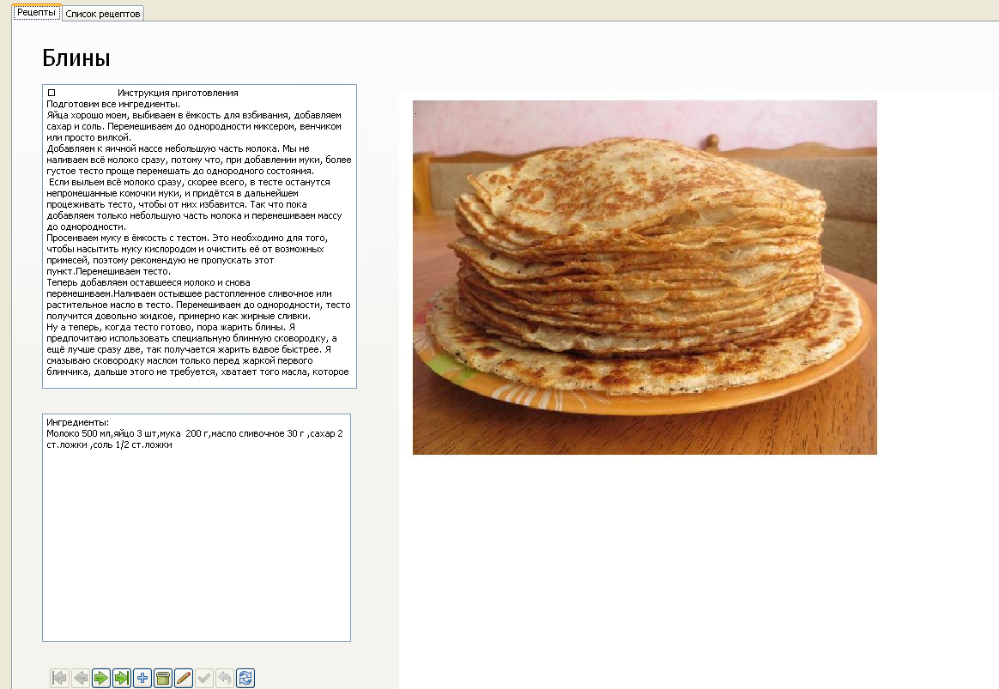 Рецепты
Список рецептов
Блины
Инструкция приготовления
Подготовим все ингредиенты.
Яйца хорошо моем, выбиваем в ёмкость для взбивания, добавляем
сахар и соль. Перемешиваем до однородности миксером, венчиком
или просто вилкой.
Добавляем к яичной массе небольшую часть молока. Мы не
наливаем всё молоко сразу, потому что, при добавлении муки, более
густое тесто проще перемешать до однородного состояния.
Если выльем всё молоко сразу, скорее всего, в тесте останутся
непромешанные комочки муки, и придётся в дальнейшем
процеживать тесто, чтобы от них избавится. Так что пока
добавляем только небольшую часть молока и перемешиваем массу
до однородности.
Просеиваем муку в ёмкость с тестом. Это необходимо для того,
чтобы насытить муку кислородом и очистить её от возможных
примесей, поэтому рекомендую не пропускать этот
пункт.Перемешиваем тесто.
Теперь добавляем оставшееся молоко и снова
перемешиваем.Наливаем остывшее растопленное сливочное или
растительное масло в тесто. Перемешиваем до однородности, тесто
получится довольно жидкое, примерно как жирные сливки.
Ну а теперь, когда тесто готово, пора жарить блины. Я
предпочитаю использовать специальную блинную сковородку, а
ещё лучше сразу две, так получается жарить вдвое быстрее. Я
смазываю сковородку маслом только перед жаркой первого
блинчика, дальше этого не требуется, хватает того масла, которое
Ингредиенты:
Молоко 500 мл,яйцо 3 шт,мука  200 г,масло сливочное 30 г ,сахар 2
ст.ложки ,соль 1/2 ст.ложки